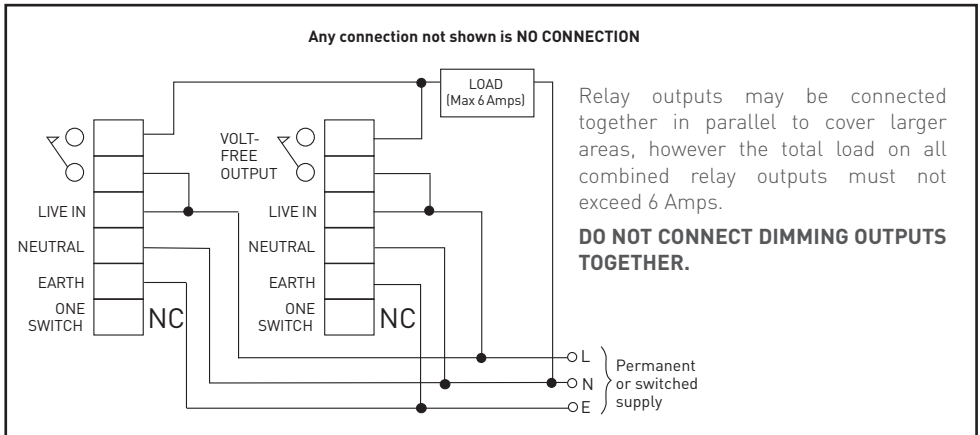 Any connection not shown is NO CONNECTION
LOAD
(Max 6 Amps)
VOLT-
FREE
OUTPUT
LIVE IN
NEUTRAL
EARTH
ONE
SWITCH
NC
LIVE IN
NEUTRAL
EARTH
ONE
SWITCH
NC
L
N
E
Permanent
or switched
supply
Relay outputs may be connected
together in parallel to cover larger
areas, however the total load on all
combined relay outputs must not
exceed 6 Amps.
DO NOT CONNECT DIMMING OUTPUTS
TOGETHER.